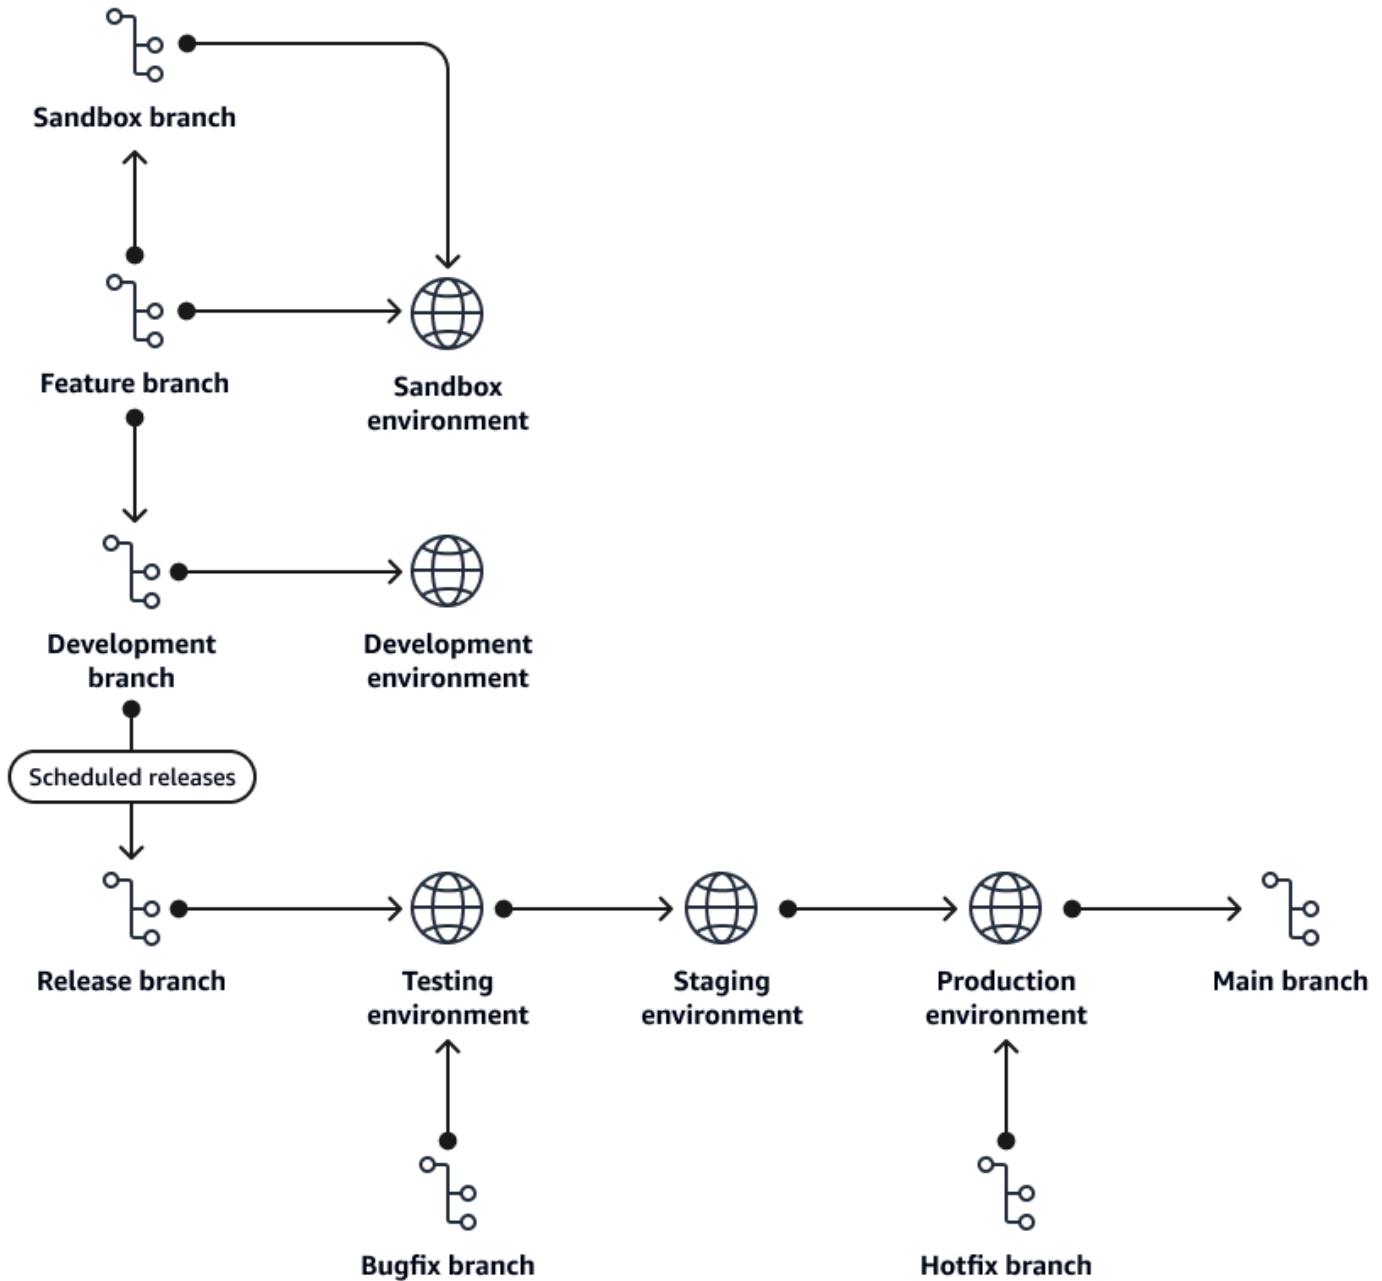 Sandbox branch
Feature branch
Sandbox
environment
Development
branch
Development
environment
Scheduled releases
Release branch
Testing
environment
Staging
environment
Production
environment
Main branch
Bugfix branch
Hotfix branch